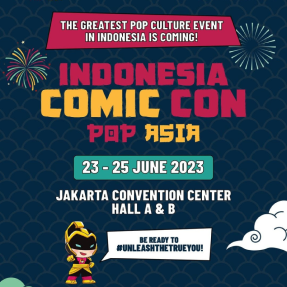 THE GREATEST POP CULTURE EVENT
IN INDONESIA IS COMING!
INDONESIA
COMIC CON
POP ASIA
23 - 25 JUNE 2023
JAKARTA CONVENTION CENTER
HALL A & B
BE READY TO
#UNLEASHTHETRUEYOU!